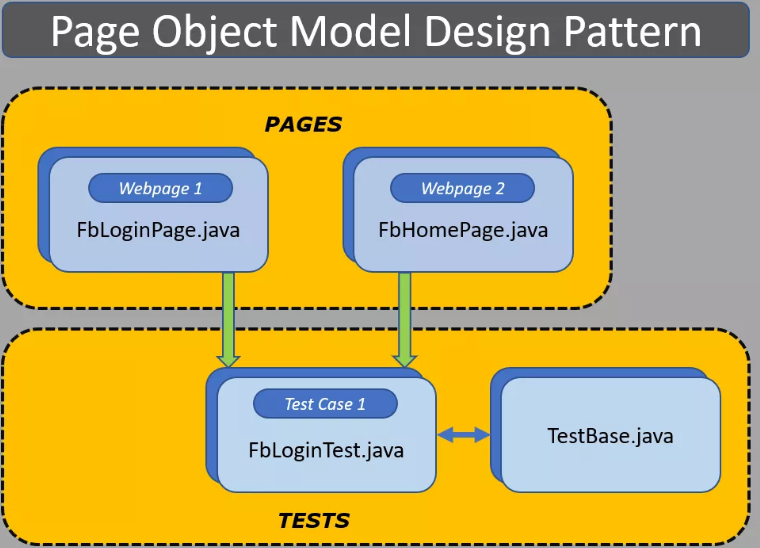 Page Object Model Design Pattern
PAGES
Webpage 1
Webpage 2
FbLoginPage.java
FbHomePage.java
Test Case 1
FbLoginTest.java
TestBase.java
TESTS